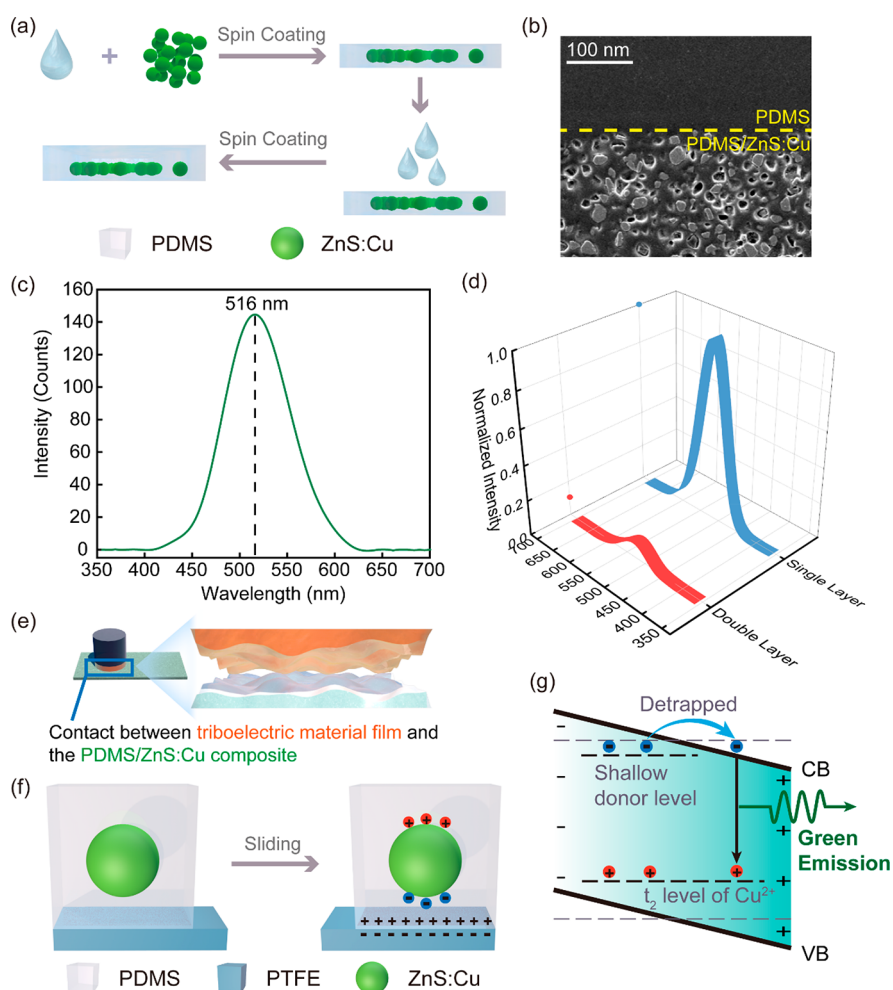 (a)
Spin Coating
+
Spin Coating
PDMS
ZnS:Cu
(b)
100 nm
PDMS
PDMS/ZnS:Cu
(c)
160
140
120
100
80
60
40
20
0
Intensity (Counts)
516 nm
350 400 450 500 550 600 650 700
Wavelength (nm)
(d)
1.0
0.8
0.6
0.4
0.2
0.0
Normalized Intensity
700
650
600
550
500
450
400
350
Single Layer
Double Layer
(e)
Contact between triboelectric material film and
the PDMS/ZnS:Cu composite
(f)
Sliding
+ + +
- - -
+ + + + + + + + +
- - - - - - - - -
PDMS
PTFE
ZnS:Cu
(g)
Detrapped
Shallow
donor level
CB
Green
Emission
t₂ level of Cu²⁺
VB